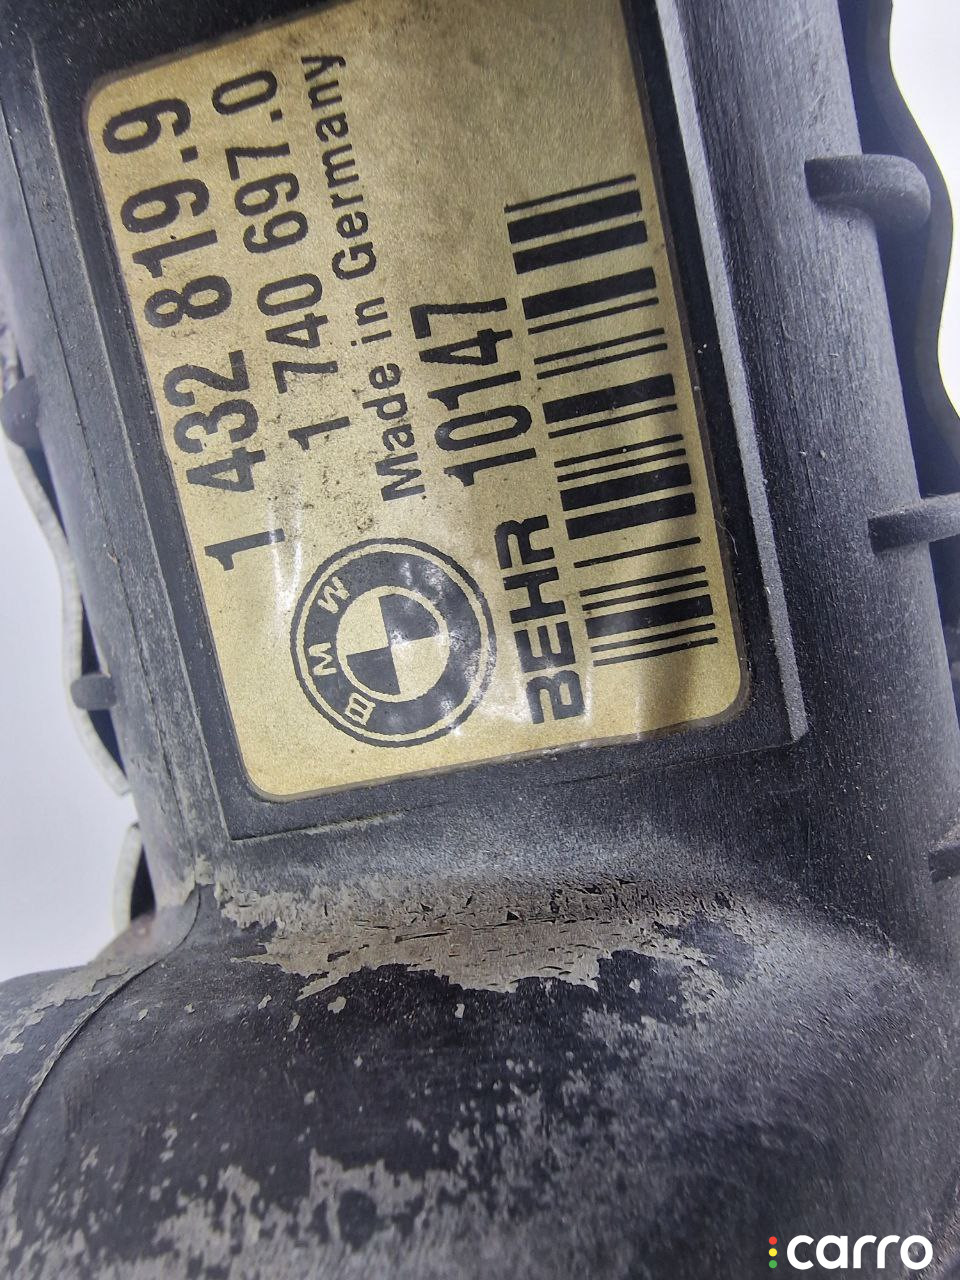 1 432 819.9
1 740 697.0
Made in Germany
BMW
10147
BEHR
carro